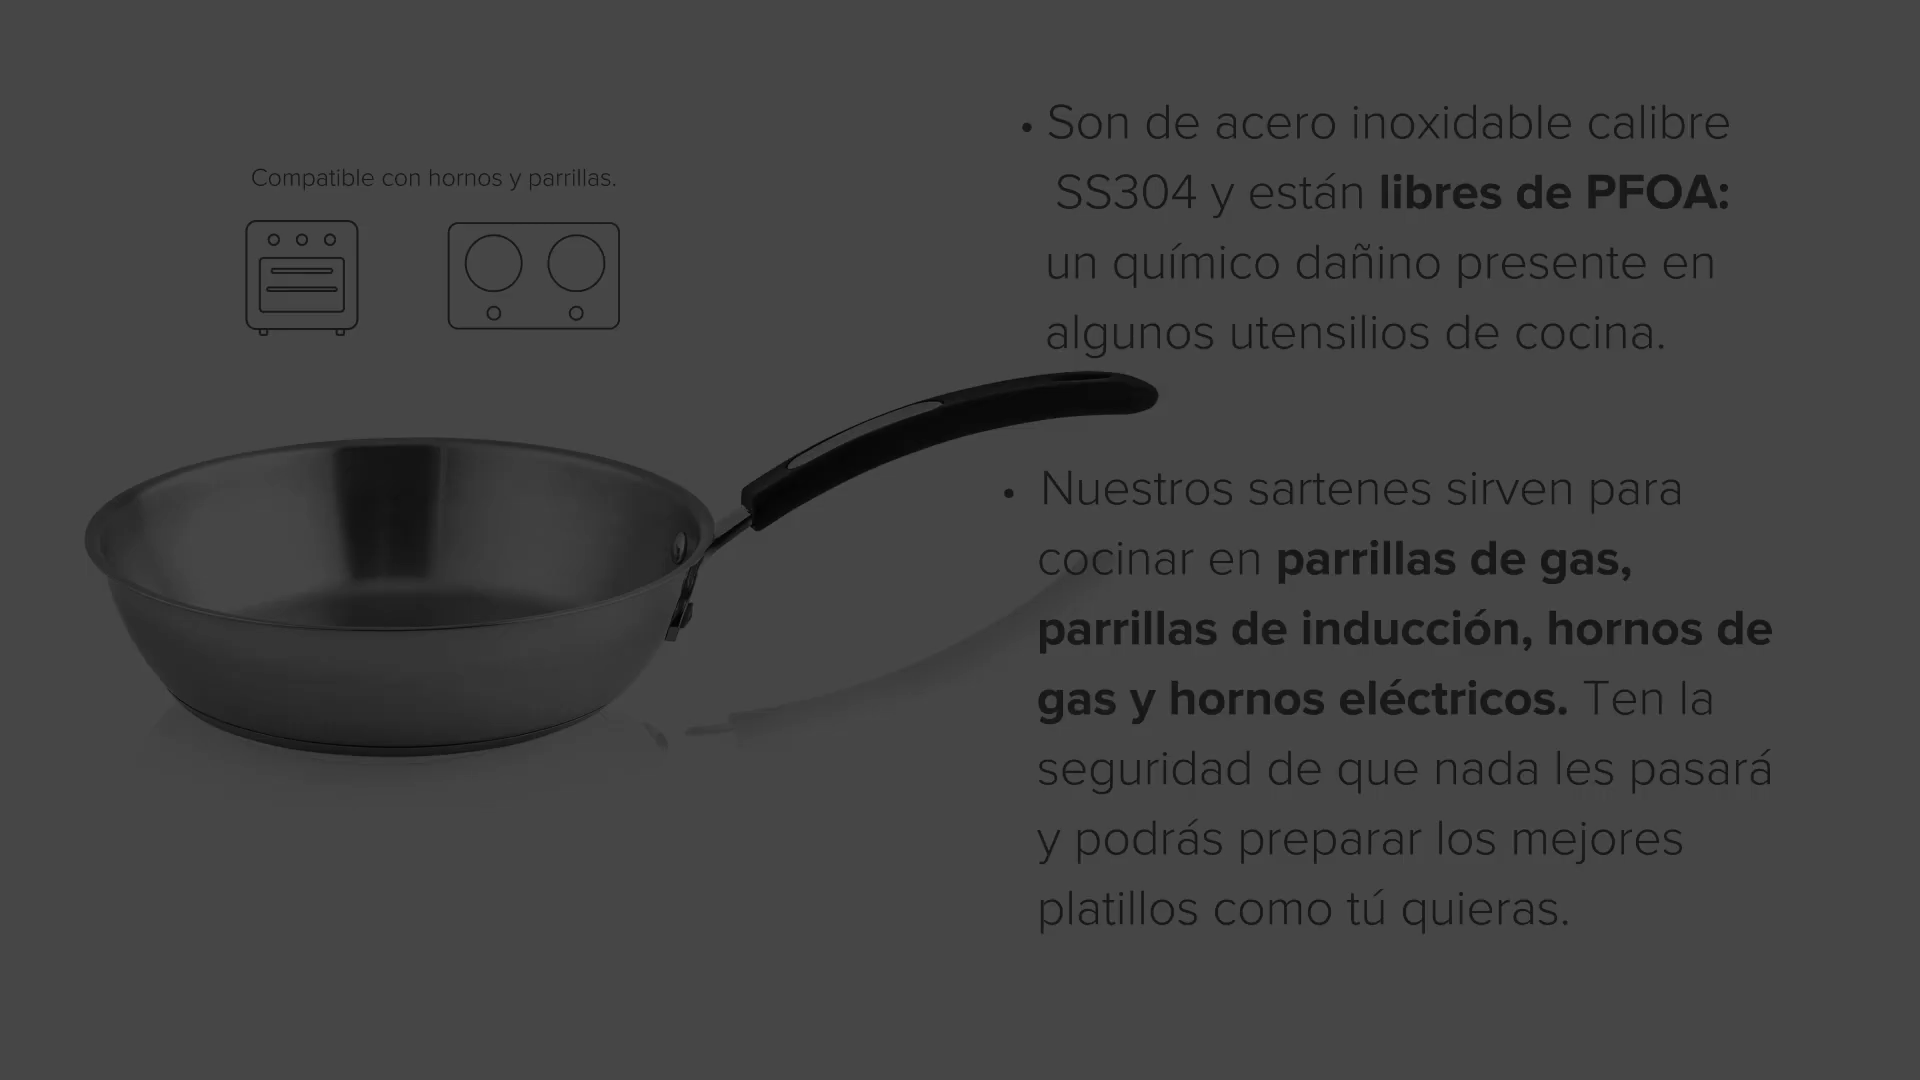 Compatible con hornos y parrillas.
• Son de acero inoxidable calibre
SS304 y están libres de PFOA:
un químico dañino presente en
algunos utensilios de cocina.
• Nuestros sartenes sirven para
cocinar en parrillas de gas,
parrillas de inducción, hornos de
gas y hornos eléctricos. Ten la
seguridad de que nada les pasará
y podrás preparar los mejores
platillos como tú quieras.